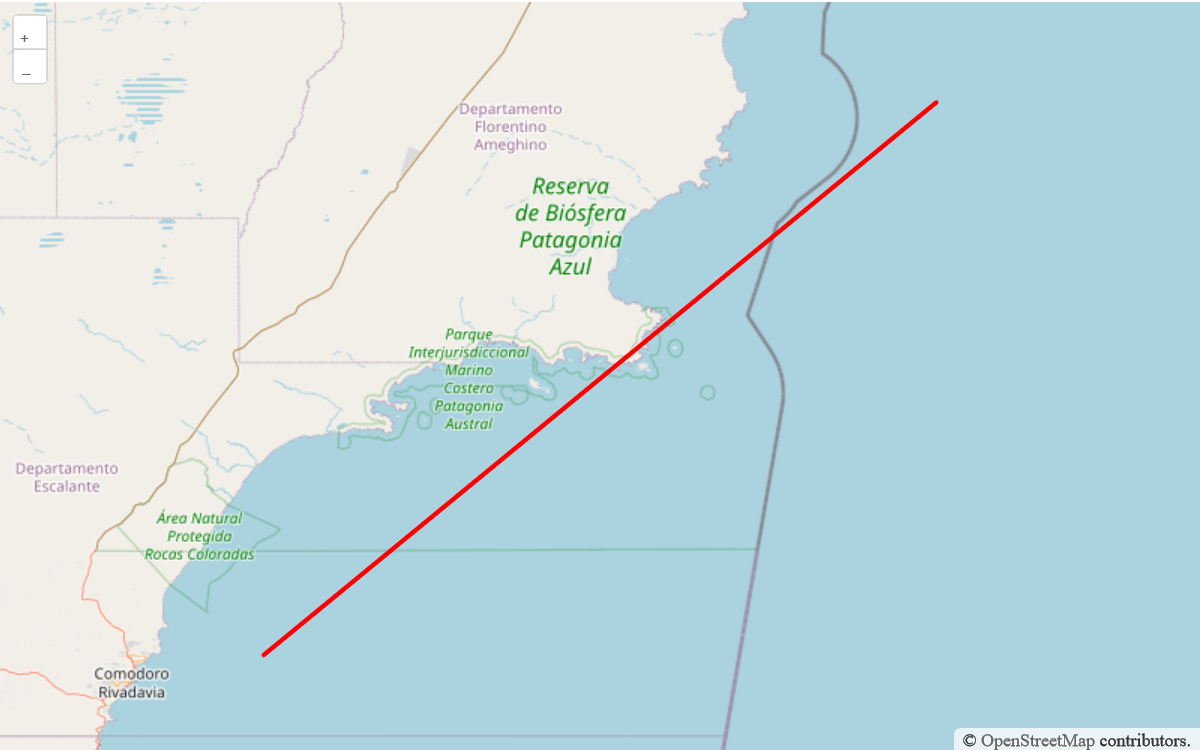 +
–
Departamento
Florentino
Ameghino
Reserva
de Biósfera
Patagonia
Azul
Parque
Interjurisdiccional
Marino
Costero
Patagonia
Austral
Departamento
Escalante
Área Natural
Protegida
Rocas Coloradas
Comodoro
Rivadavia
© OpenStreetMap contributors.